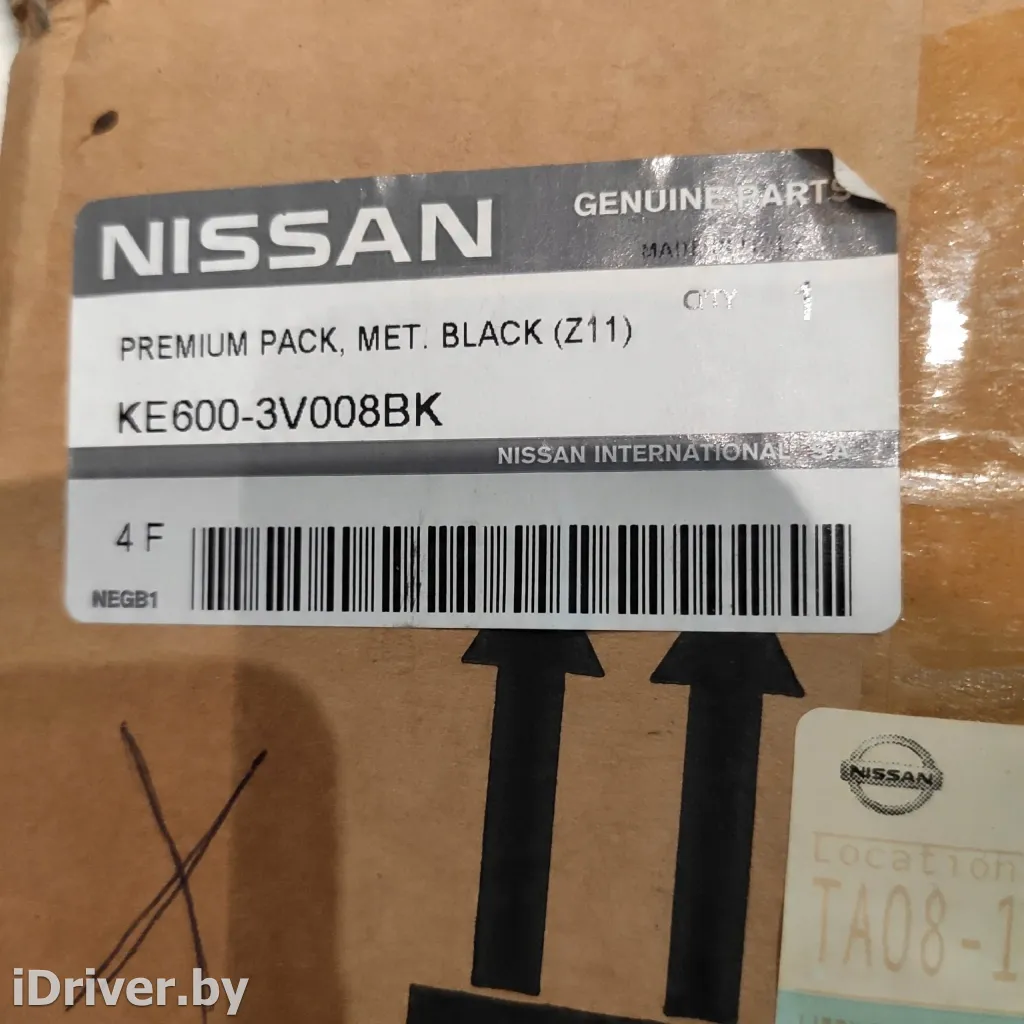 NISSAN
GENUINE PARTS
QTY 1
PREMIUM PACK, MET. BLACK (Z11)
KE600-3V008BK
NISSAN INTERNATIONAL SA
4 F
NEGB1
NISSAN
Location
TA08-1
iDriver.by